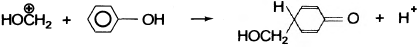 HOCH₂⊕ + OH → H HOCH₂ O + H⁺